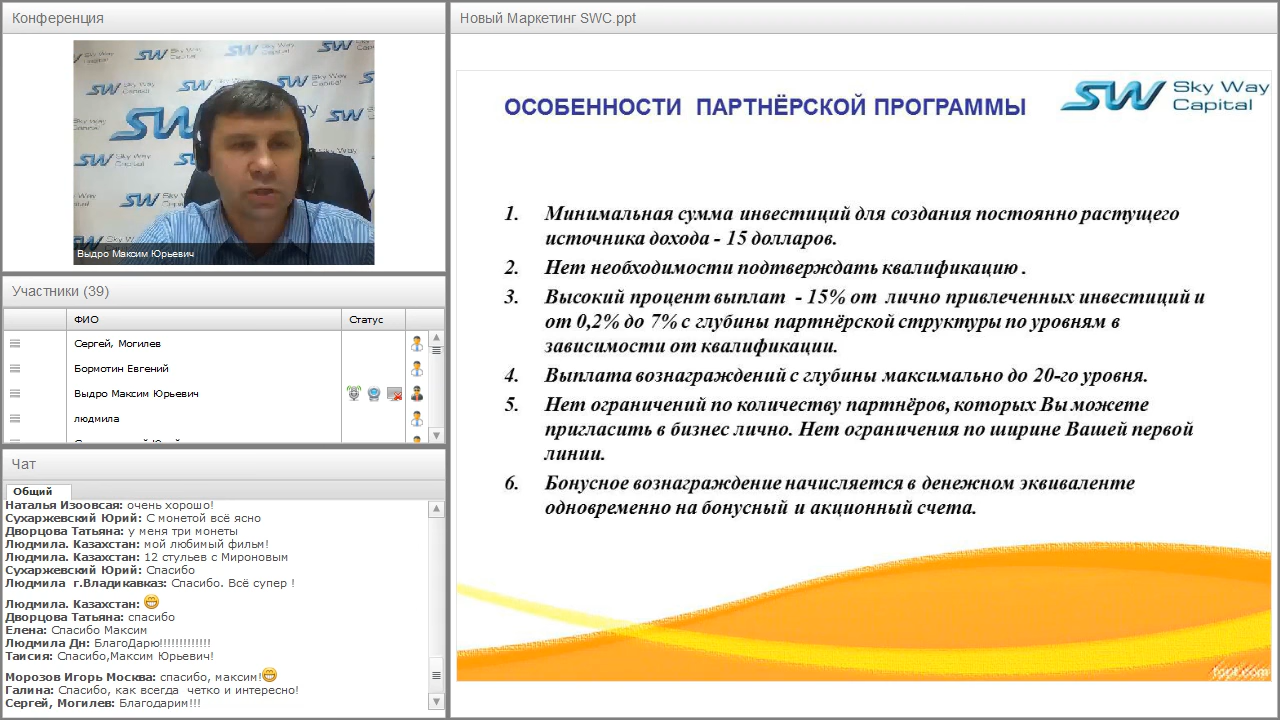 Конференция
Выдро Максим Юрьевич
Участники (39)
ФИО
Статус
Сергей, Могилев
Бормотин Евгений
Выдро Максим Юрьевич
людмила
Чат
Общий
Наталья Изоовсая: очень хорошо!
Сухаржевский Юрий: С монетой всё ясно
Дворцова Татьяна: у меня три монеты
Людмила. Казахстан: мой любимый фильм!
Людмила. Казахстан: 12 стульев с Мироновым
Сухаржевский Юрий: Спасибо
Людмила г.Владикавказ: Спасибо. Всё супер !
Людмила. Казахстан:
Дворцова Татьяна: спасибо
Елена: Спасибо Максим
Людмила Дн: БлагоДарю!!!!!!!!!!!!!
Таисия: Спасибо,Максим Юрьевич!
Морозов Игорь Москва: спасибо, максим!
Галина: Спасибо, как всегда четко и интересно!
Сергей, Могилев: Благодарим!!!
Новый Маркетинг SWC.ppt
SW Sky Way
Capital
ОСОБЕННОСТИ ПАРТНЁРСКОЙ ПРОГРАММЫ
1. Минимальная сумма инвестиций для создания постоянно растущего
источника дохода - 15 долларов.
2. Нет необходимости подтверждать квалификацию .
3. Высокий процент выплат - 15% от лично привлеченных инвестиций и
от 0,2% до 7% с глубины партнёрской структуры по уровням в
зависимости от квалификации.
4. Выплата вознаграждений с глубины максимально до 20-го уровня.
5. Нет ограничений по количеству партнёров, которых Вы можете
пригласить в бизнес лично. Нет ограничения по ширине Вашей первой
линии.
6. Бонусное вознаграждение начисляется в денежном эквиваленте
одновременно на бонусный и акционный счета.